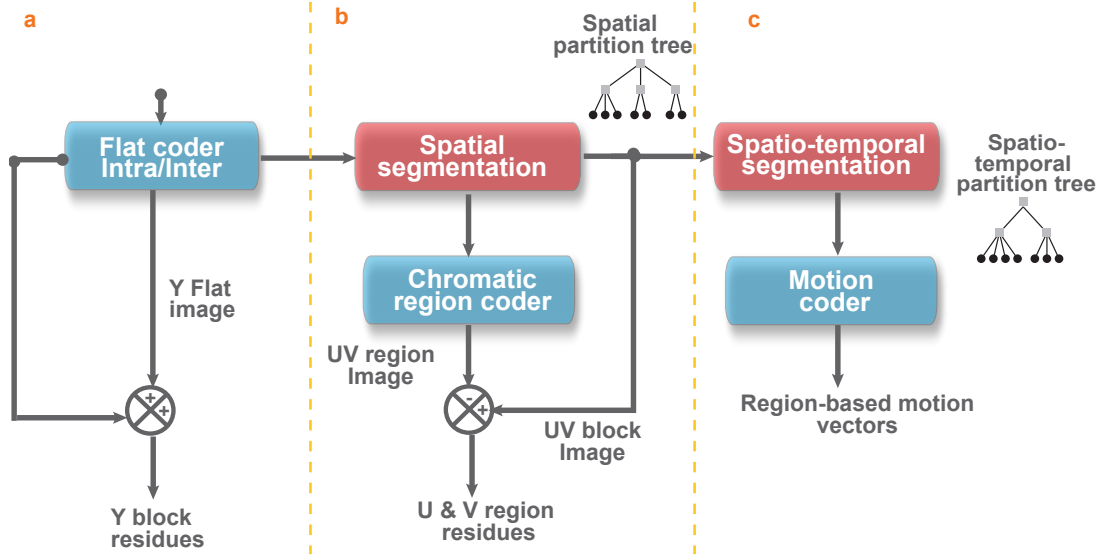 a
Flat coder
Intra/Inter
Y Flat
image
+
+
Y block
residues
b
Spatial
partition tree
Spatial
segmentation
Chromatic
region coder
UV region
Image
-
+
UV block
Image
U & V region
residues
c
Spatio-temporal
segmentation
Spatio-
temporal
partition tree
Motion
coder
Region-based motion
vectors